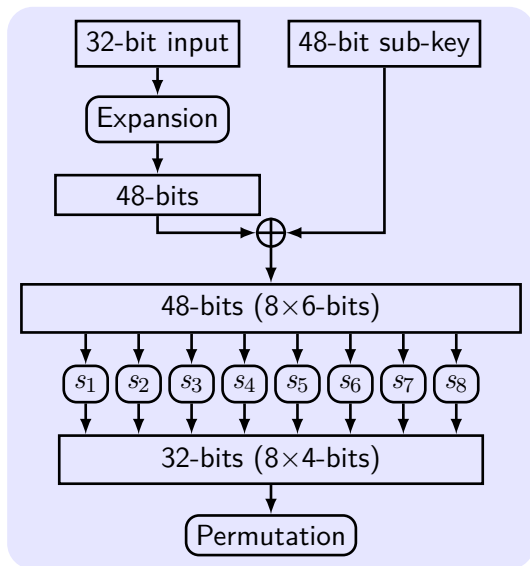 32-bit input 48-bit sub-key
Expansion
48-bits
48-bits (8×6-bits)
s₁ s₂ s₃ s₄ s₅ s₆ s₇ s₈
32-bits (8×4-bits)
Permutation